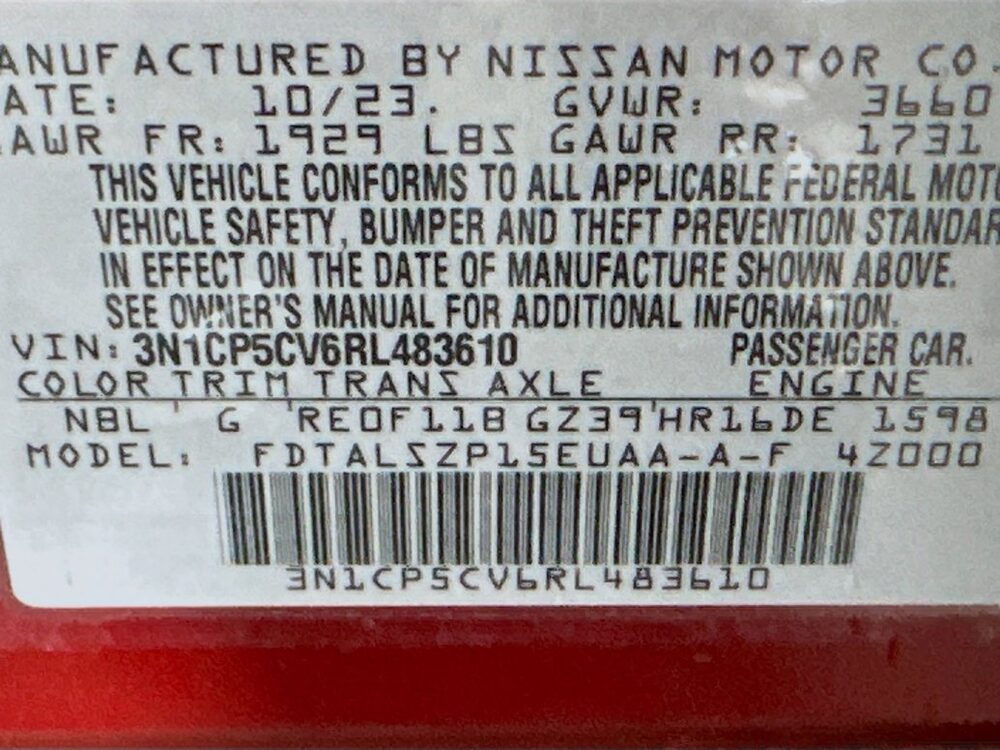 ANUFACTURED BY NISSAN MOTOR CO.
ATE: 10/23. GVWR: 3660
GAWR FR: 1929 LBS GAWR RR: 1731
THIS VEHICLE CONFORMS TO ALL APPLICABLE FEDERAL MOT
VEHICLE SAFETY, BUMPER AND THEFT PREVENTION STANDAR
IN EFFECT ON THE DATE OF MANUFACTURE SHOWN ABOVE.
SEE OWNER'S MANUAL FOR ADDITIONAL INFORMATION.
VIN: 3N1CP5CV6RL483610 PASSENGER CAR.
COLOR TRIM TRANS AXLE ENGINE
NBL ' G 'RE0F11B GZ39'HR16DE 1598
MODEL: FDTALSZP15EUAA-A-F 4Z000
3N1CP5CV6RL483610